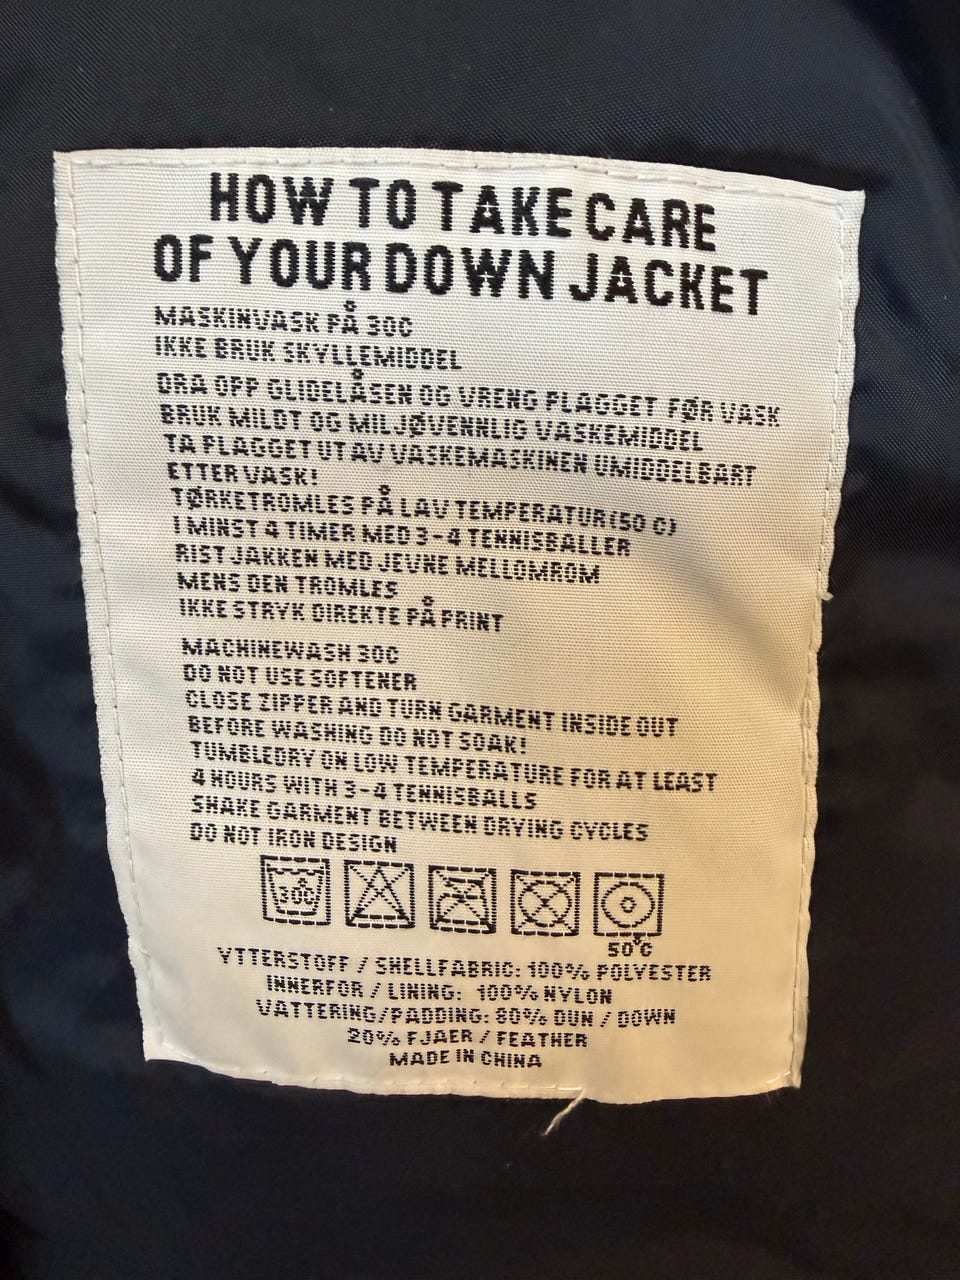 HOW TO TAKE CARE
OF YOUR DOWN JACKET
MASKINVASK PÅ 30C
IKKE BRUK SKYLLEMIDDEL
DRA OPP GLIDELÅSEN OG VRENG PLAGGET FØR VASK
BRUK MILDT OG MILJØVENNLIG VASKEMIDDEL
TA PLAGGET UT AV VASKEMASKINEN UMIDDELBART
ETTER VASK!
TØRKETROMLES PÅ LAV TEMPERATUR (50 C)
I MINST 4 TIMER MED 3-4 TENNISBALLER
RIST JAKKEN MED JEVNE MELLOMROM
MENS DEN TROMLES
IKKE STRYK DIREKTE PÅ PRINT
MACHINEWASH 30C
DO NOT USE SOFTENER
CLOSE ZIPPER AND TURN GARMENT INSIDE OUT
BEFORE WASHING DO NOT SOAK!
TUMBLEDRY ON LOW TEMPERATURE FOR AT LEAST
4 HOURS WITH 3-4 TENNISBALLS
SHAKE GARMENT BETWEEN DRYING CYCLES
DO NOT IRON DESIGN
30°C
50°C
YTTERSTOFF / SHELLFABRIC: 100% POLYESTER
INNERFOR / LINING: 100% NYLON
VATTERING/PADDING: 80% DUN / DOWN
20% FJAER / FEATHER
MADE IN CHINA